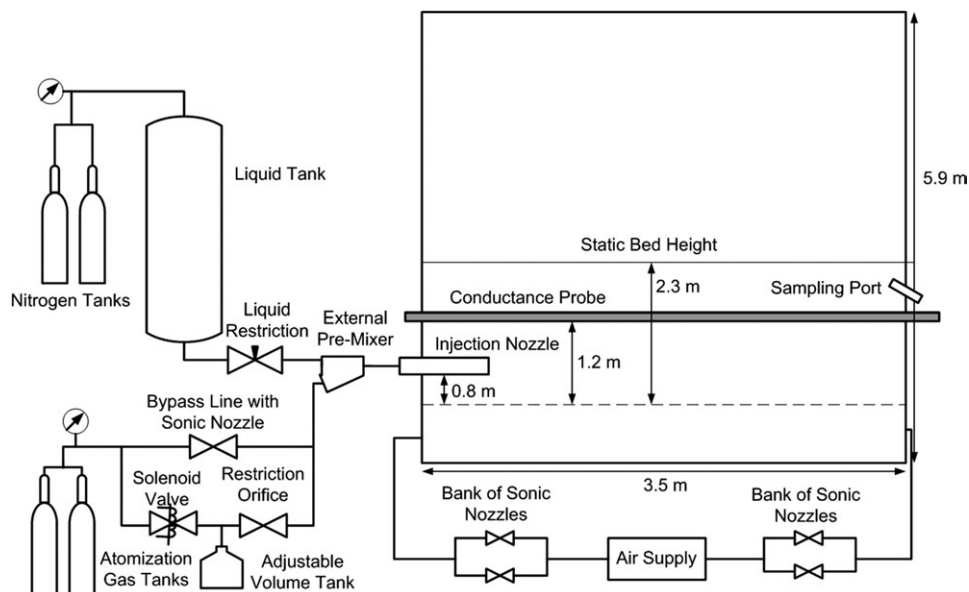 Liquid Tank
5.9 m
Static Bed Height
Nitrogen Tanks
2.3 m
Sampling Port
Conductance Probe
Liquid
Restriction
External
Pre-Mixer
Injection Nozzle
1.2 m
0.8 m
Bypass Line with
Sonic Nozzle
Solenoid
Valve
Restriction
Orifice
3.5 m
Bank of Sonic
Nozzles
Bank of Sonic
Nozzles
Air Supply
Atomization
Gas Tanks
Adjustable
Volume Tank